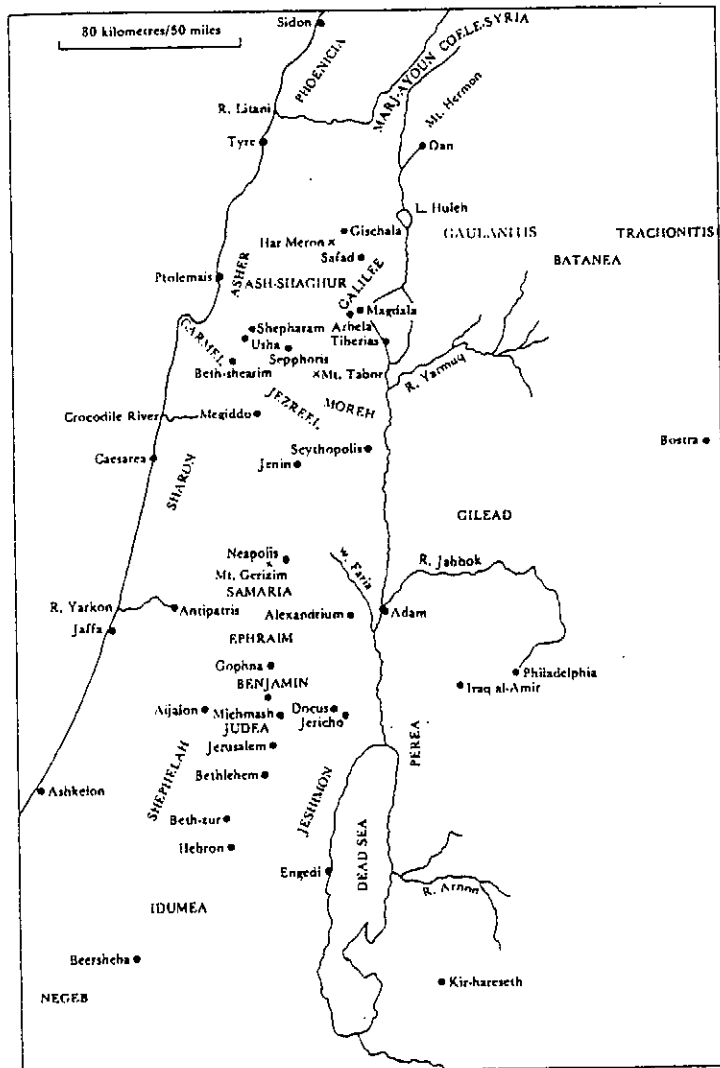 80 kilometres/50 miles
Sidon
PHOENICIA
COELESYRIA
MARJ-AYOUN
R. Litani
Mt. Hermon
Tyre
Dan
L. Huleh
Gischala
GAULANITIS
TRACHONITIS
Har Meron
Safad
BATANEA
Ptolemais
ASHER
ASH-SHAGHUR
GALILEE
Magdala
CARMEL
Shepharam
Arbela
Usha
Tiberias
Sepphoris
Beth-shearim
Mt. Tabor
R. Yarmuq
JEZREEL
MOREH
Crocodile River
Megiddo
Bostra
Caesarea
SHARON
Scythopolis
Jenin
GILEAD
Neapolis
W. Faria
R. Jabbok
Mt. Gerizim
SAMARIA
R. Yarkon
Antipatris
Alexandrium
Adam
Jaffa
EPHRAIM
Gophna
Philadelphia
BENJAMIN
Iraq al-Amir
Aijalon
Michmash
Docus
Jericho
JUDEA
PEREA
Jerusalem
SHEPHELAH
Bethlehem
JESHIMON
Ashkelon
Beth-zur
Hebron
DEAD SEA
Engedi
R. Arnon
IDUMEA
Beersheba
Kir-hareseth
NEGEB